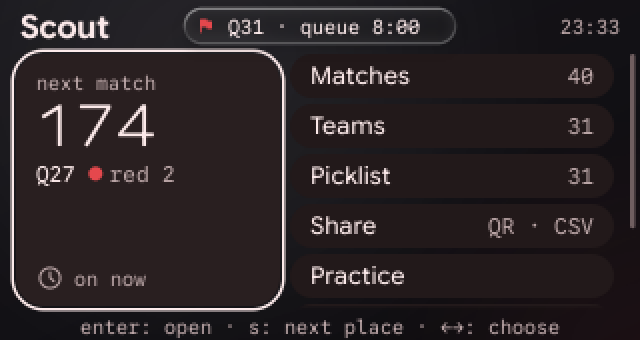 Scout
Q31 · queue 8:00
23:33
next match
174
Q27 red 2
on now
Matches 40
Teams 31
Picklist 31
Share QR · CSV
Practice
enter: open · s: next place · ↔: choose